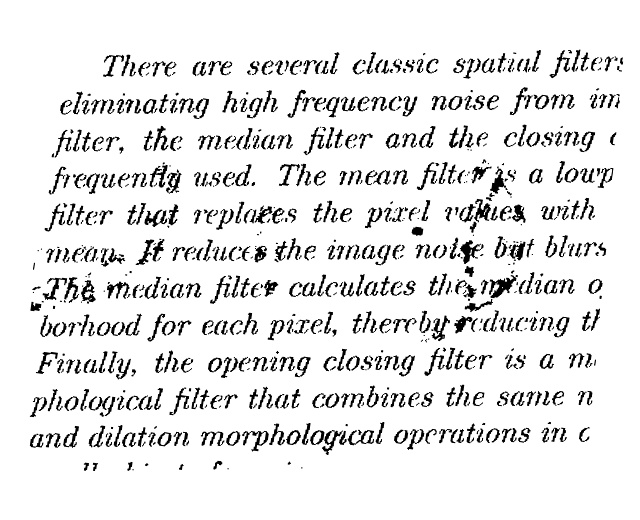 There are several classic spatial filters
eliminating high frequency noise from im
filter, the median filter and the closing
frequently used. The mean filter is a lowp
filter that replaces the pixel values with
mean. It reduces the image noise but blurs
The median filter calculates the median o
borhood for each pixel, thereby reducing th
Finally, the opening closing filter is a m
phological filter that combines the same n
and dilation morphological operations in c